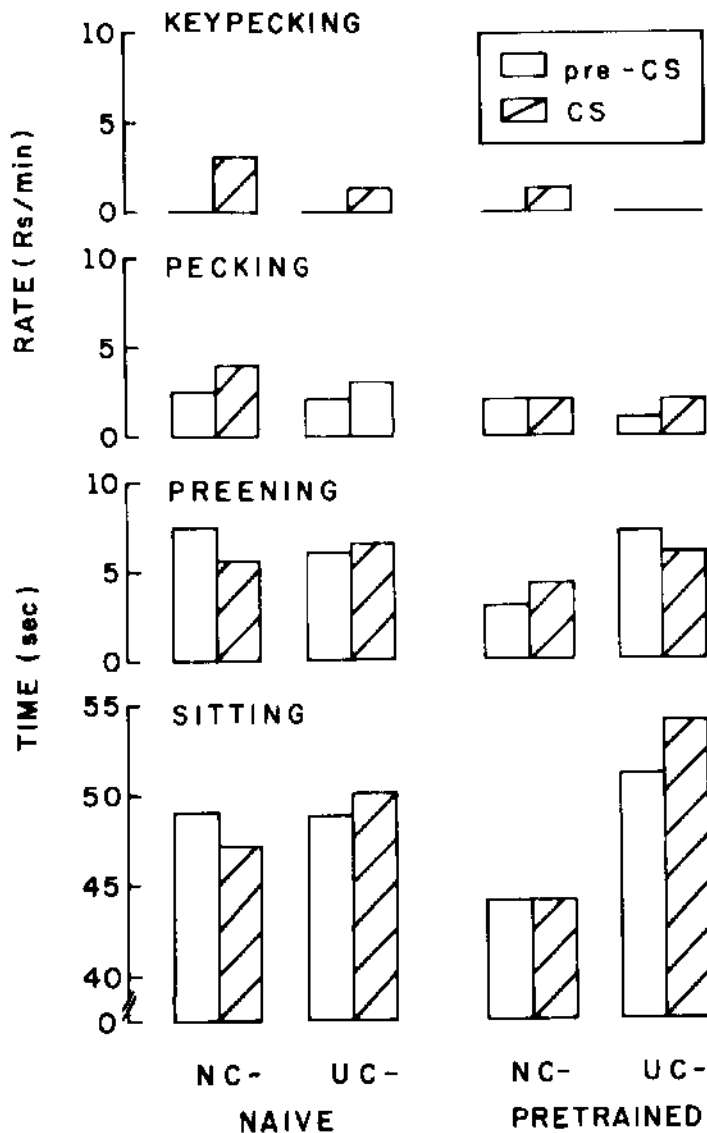 KEYPECKING
10
5
0
pre-CS
CS
RATE (Rs/min)
PECKING
10
5
0
PREENING
10
5
0
TIME (sec)
SITTING
55
50
45
40
0
NC- UC- NC- UC-
NAIVE PRETRAINED